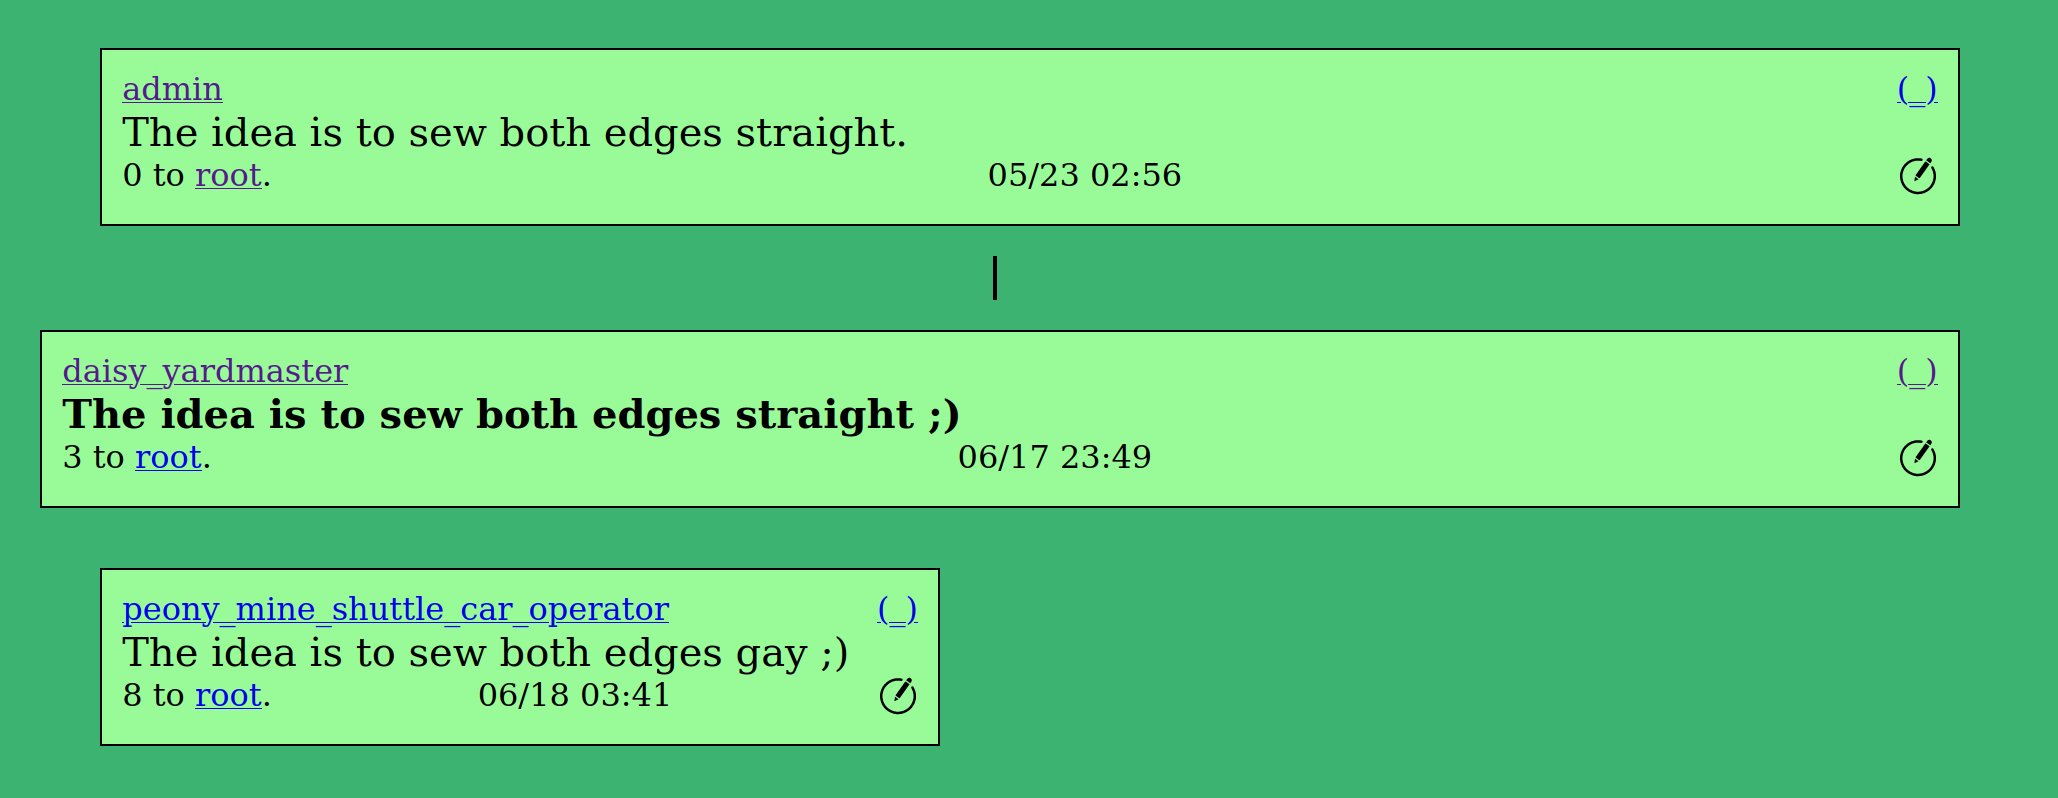 admin (_)
The idea is to sew both edges straight.
0 to root. 05/23 02:56
daisy_yardmaster (_)
The idea is to sew both edges straight ;)
3 to root. 06/17 23:49
peony_mine_shuttle_car_operator (_)
The idea is to sew both edges gay ;)
8 to root. 06/18 03:41